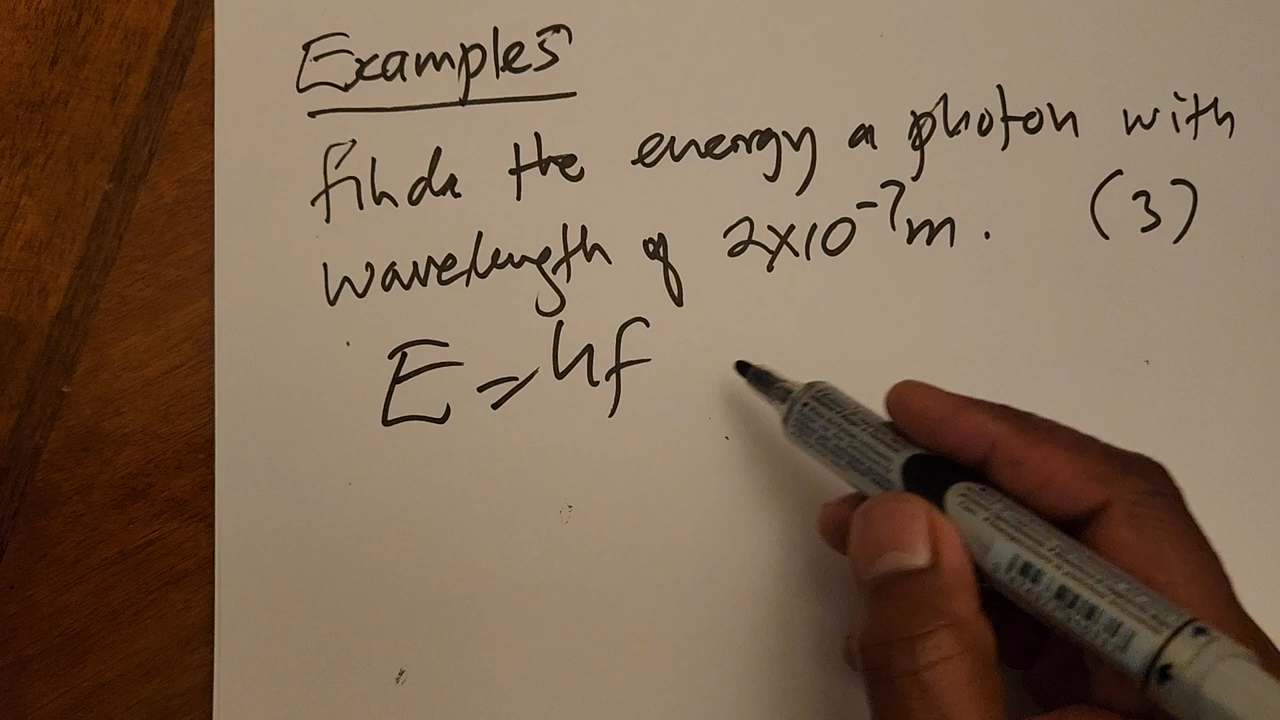 Examples
finda the energy a photon with
wavelength of 2x10⁻⁷m. (3)
E=hf